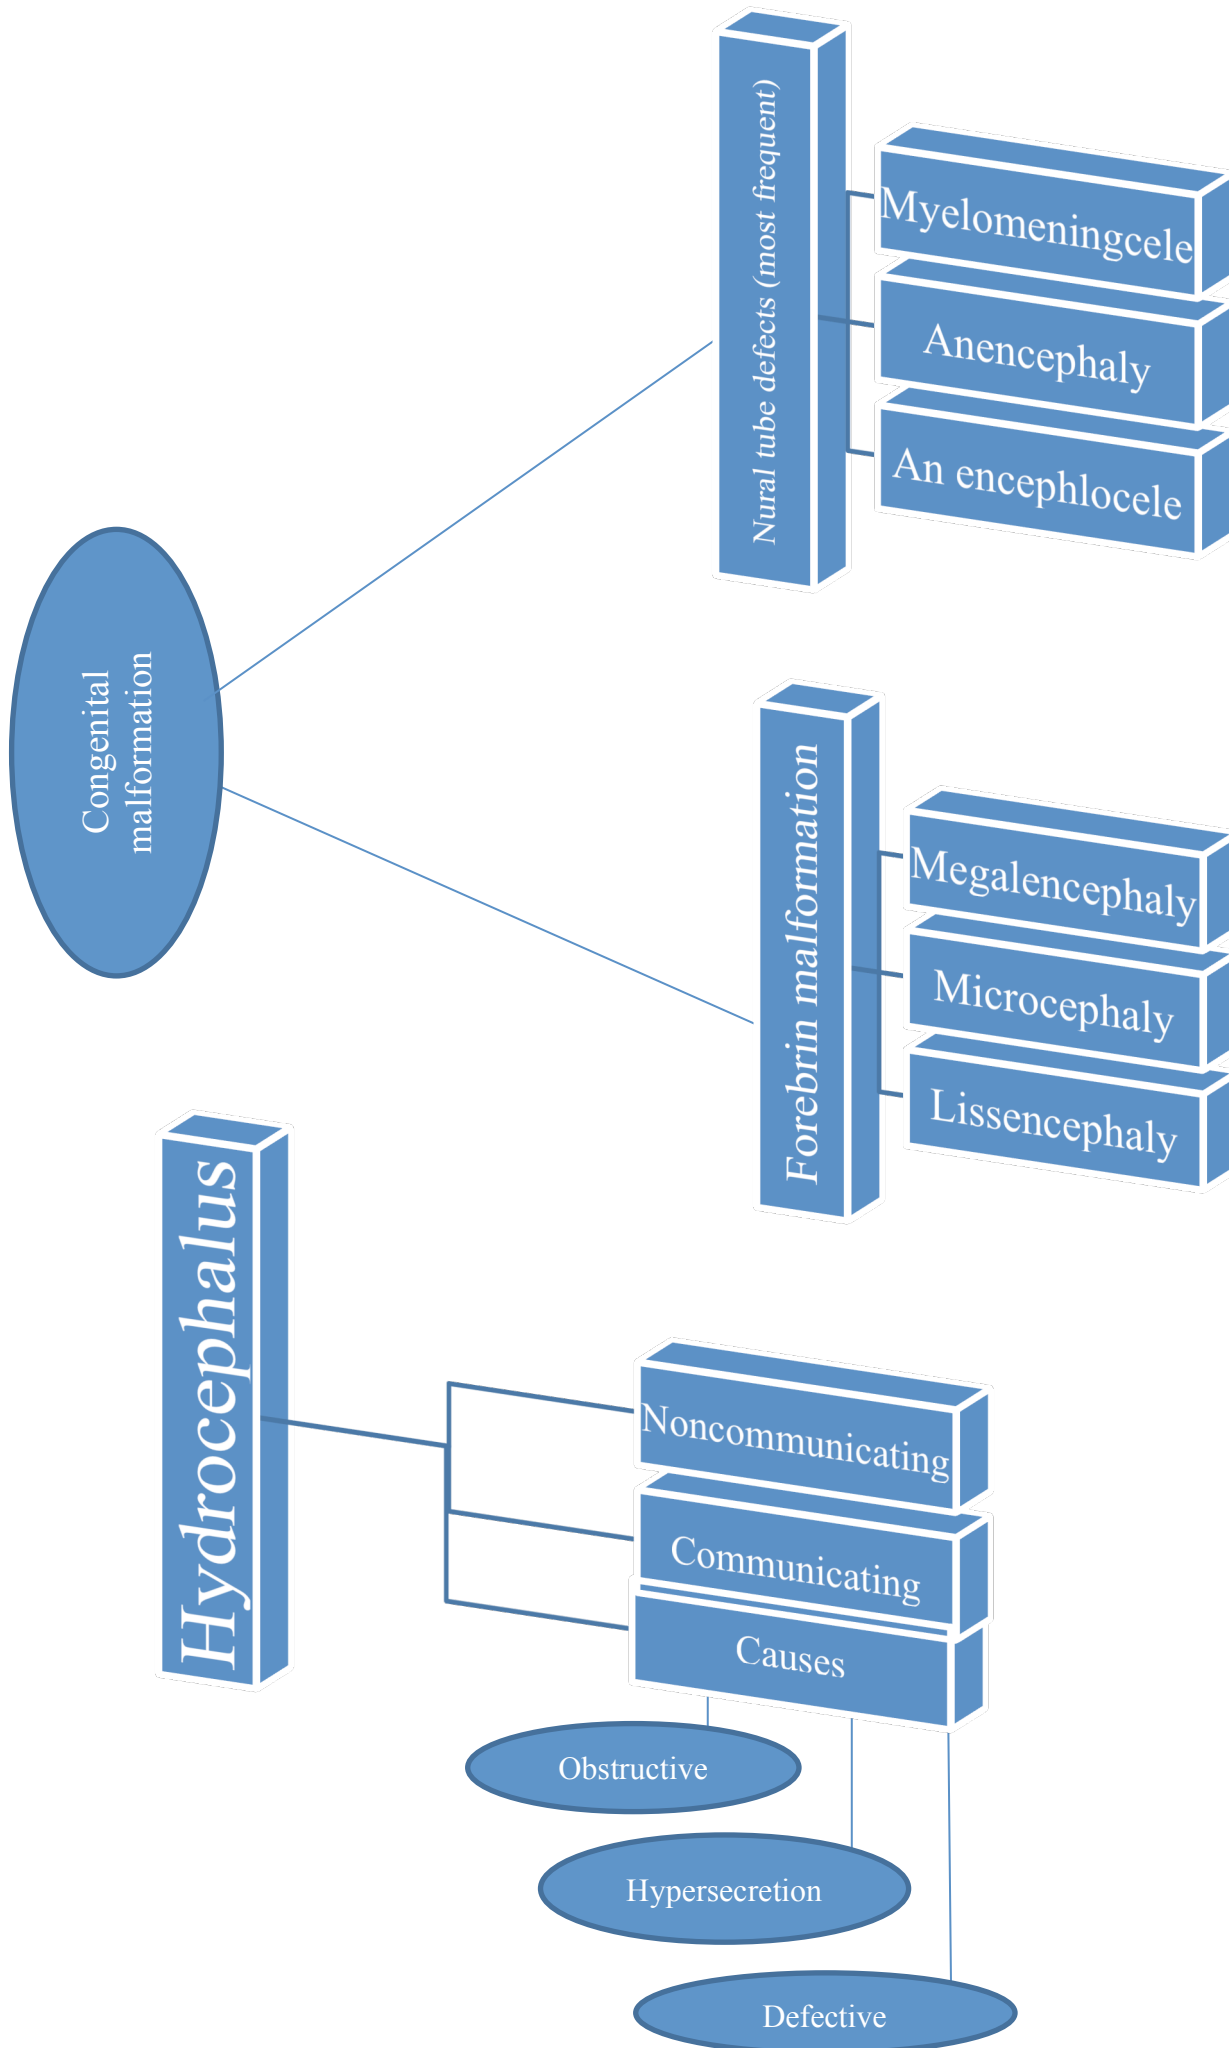 Congenital
malformation
Nural tube defects (most frequent)
Myelomeningcele
Anencephaly
An encephlocele
Forebrin malformation
Megalencephaly
Microcephaly
Lissencephaly
Hydrocephalus
Noncommunicating
Communicating
Causes
Obstructive
Hypersecretion
Defective